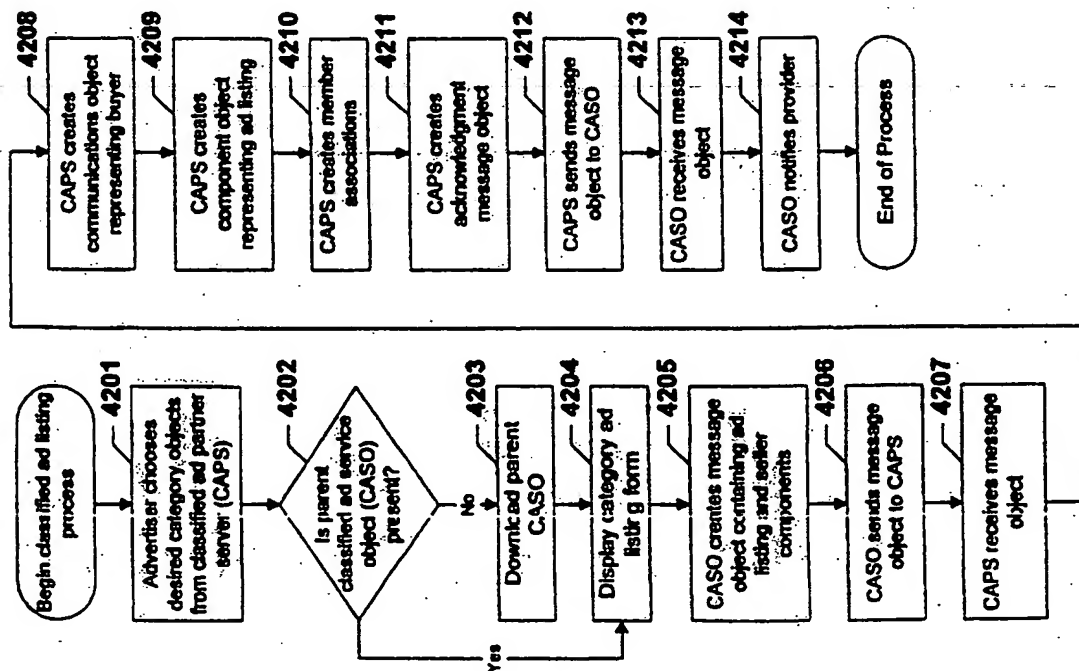 Begin classified ad listing
process
4201
Advertiser chooses
desired category objects
from classified ad partner
server (CAPS)
4202
Is parent
classified ad service
object (CASO)
present?
Yes
No
4203
Download parent
CASO
4204
Display category ad
listing form
4205
CASO creates message
object containing ad
listing and seller
components
4206
CASO sends message
object to CAPS
4207
CAPS receives message
object
4208
CAPS creates
communications object
representing buyer
4209
CAPS creates
component object
representing ad listing
4210
CAPS creates member
associations
4211
CAPS creates
acknowledgment
message object
4212
CAPS sends message
object to CASO
4213
CASO receives message
object
4214
CASO notifies provider
End of Process